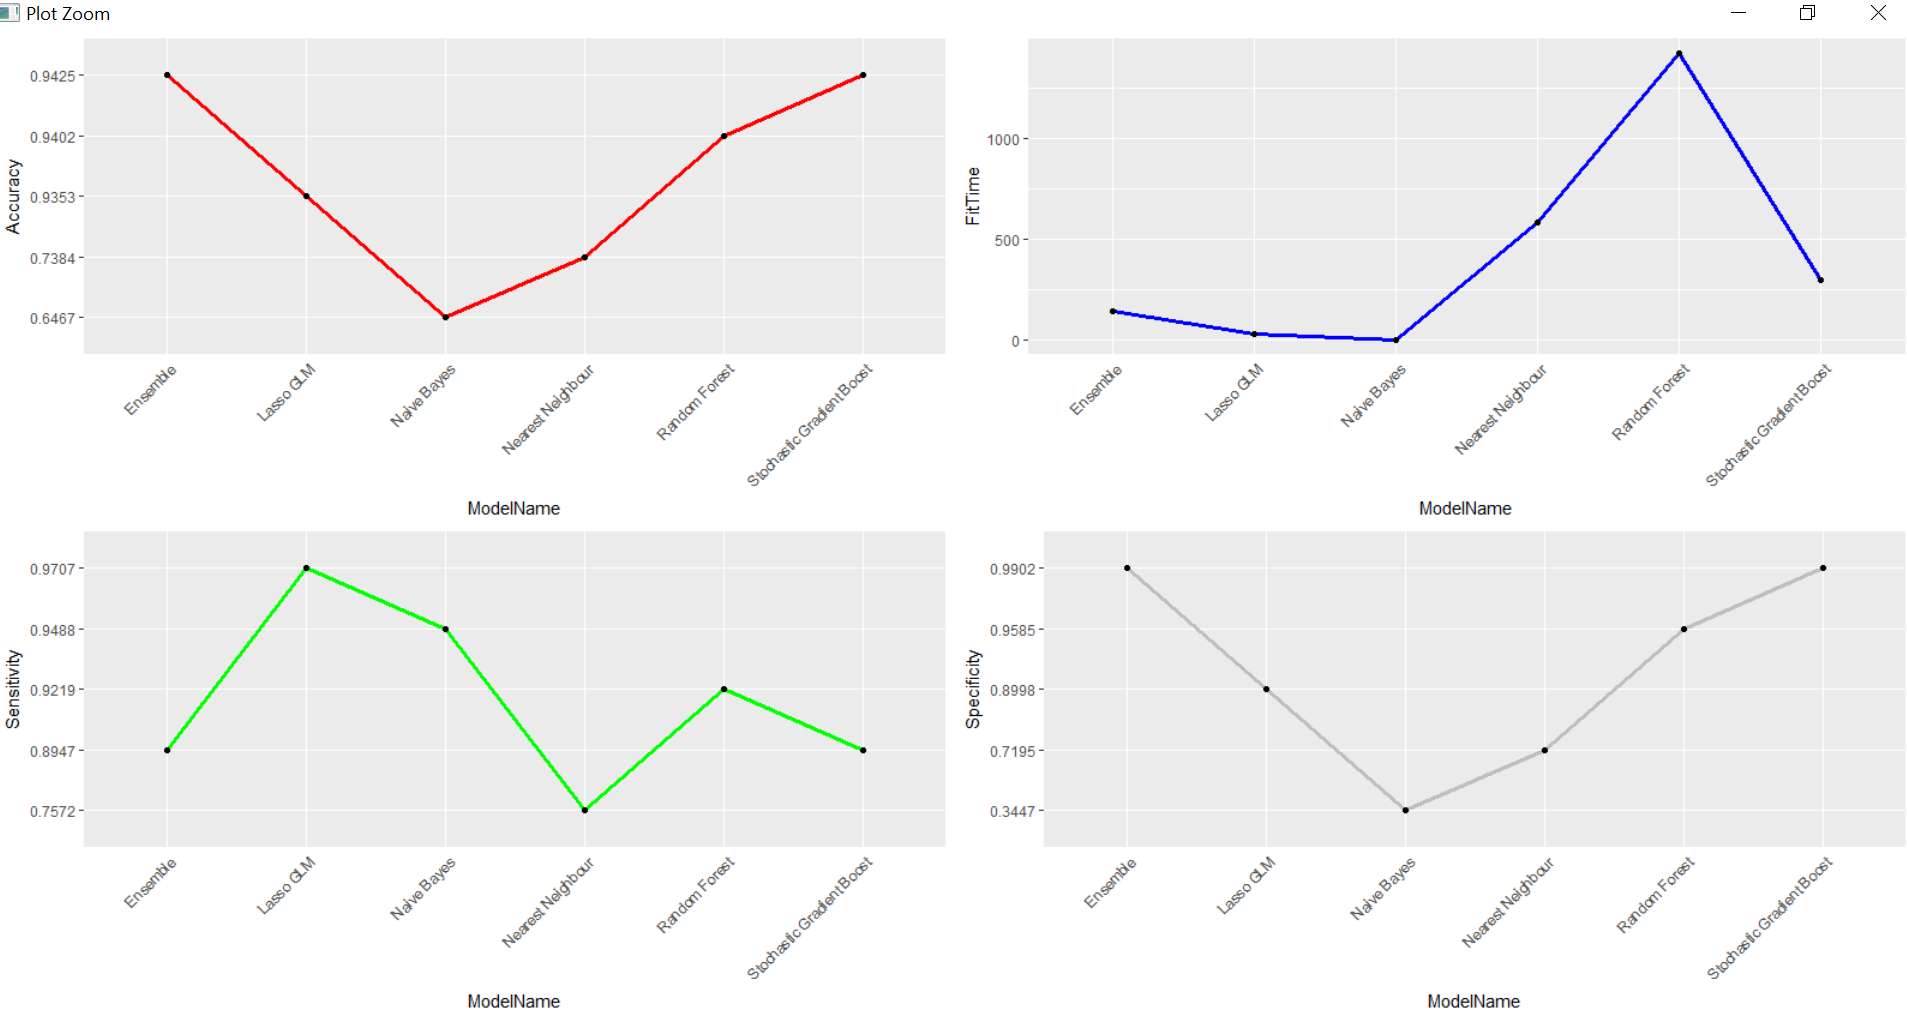 Plot Zoom
Accuracy
0.9425
0.9402
0.9353
0.7384
0.6467
Ensemble
Lasso GLM
Naive Bayes
Nearest Neighbour
Random Forest
Stochastic Gradient Boost
ModelName
FitTime
1000
500
0
Ensemble
Lasso GLM
Naive Bayes
Nearest Neighbour
Random Forest
Stochastic Gradient Boost
ModelName
Sensitivity
0.9707
0.9488
0.9219
0.8947
0.7572
Ensemble
Lasso GLM
Naive Bayes
Nearest Neighbour
Random Forest
Stochastic Gradient Boost
ModelName
Specificity
0.9902
0.9585
0.8998
0.7195
0.3447
Ensemble
Lasso GLM
Naive Bayes
Nearest Neighbour
Random Forest
Stochastic Gradient Boost
ModelName